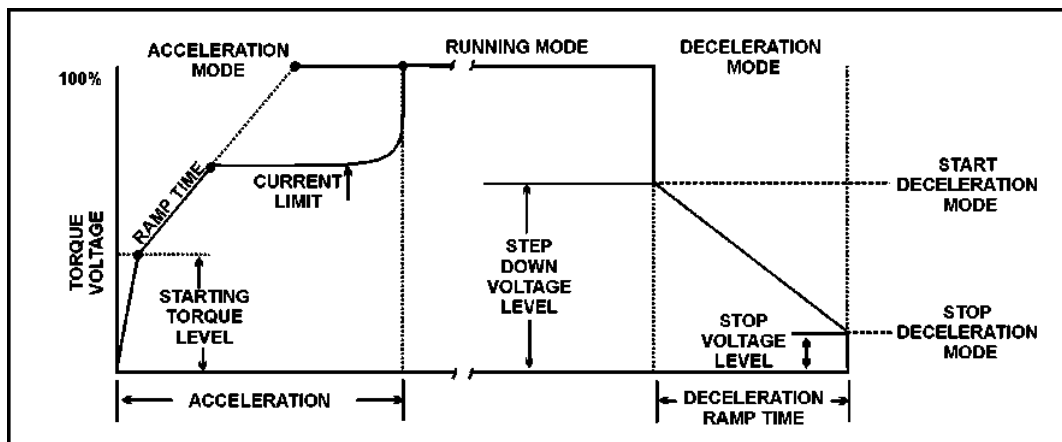 ACCELERATION
MODE
RUNNING MODE
DECELERATION
MODE
100%
TORQUE
VOLTAGE
RAMP TIME
CURRENT
LIMIT
STARTING
TORQUE
LEVEL
STEP
DOWN
VOLTAGE
LEVEL
START
DECELERATION
MODE
STOP
VOLTAGE
LEVEL
STOP
DECELERATION
MODE
ACCELERATION
DECELERATION
RAMP TIME